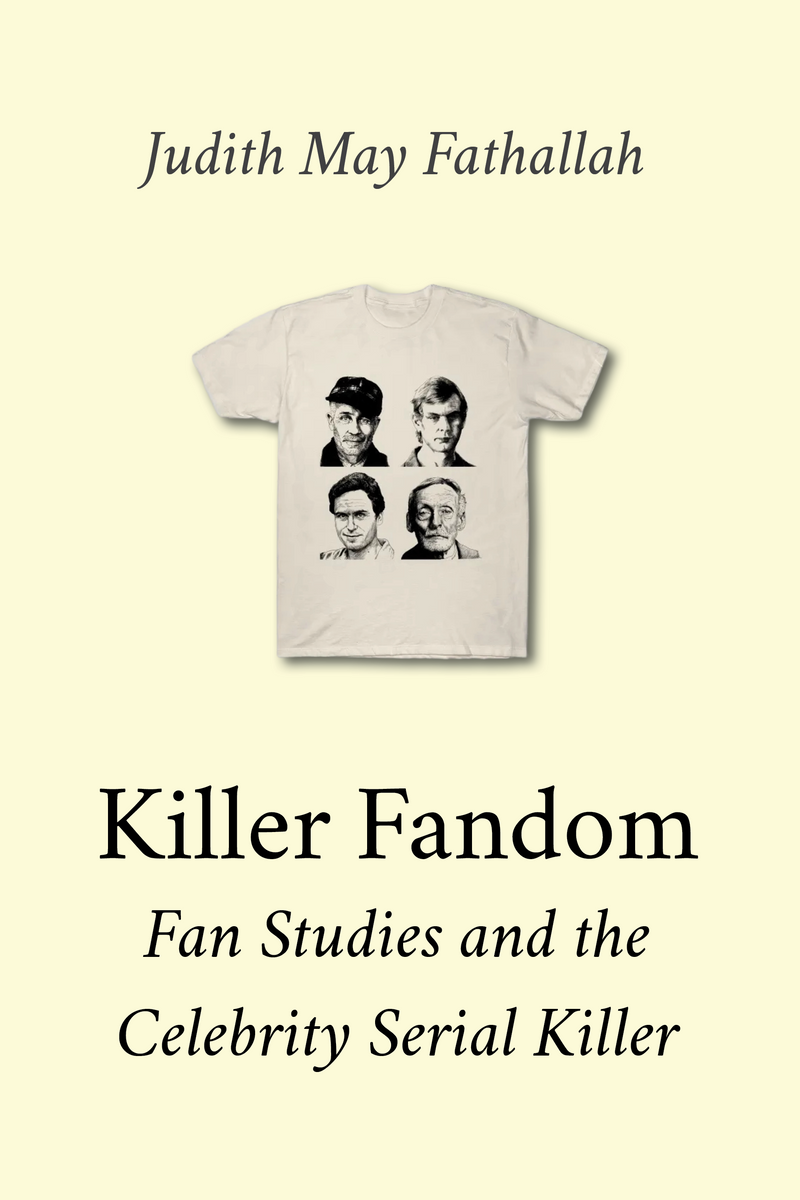 Judith May Fathallah
Killer Fandom
Fan Studies and the
Celebrity Serial Killer